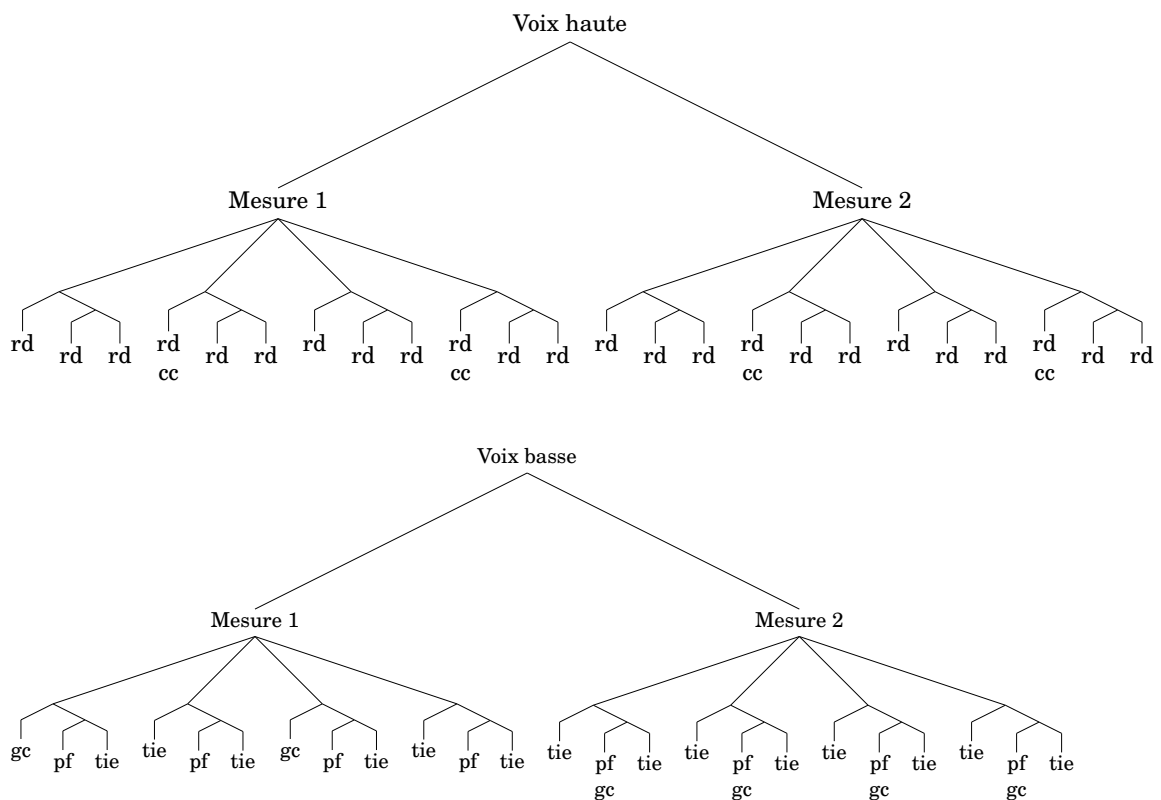 Voix haute
Mesure 1 Mesure 2
rd rd rd rd rd rd rd rd rd rd rd rd rd rd rd rd rd rd rd rd rd rd rd rd
cc cc cc cc
Voix basse
Mesure 1 Mesure 2
gc pf tie tie pf tie gc pf tie tie pf tie tie pf tie tie pf tie tie pf tie tie pf tie
gc gc gc gc